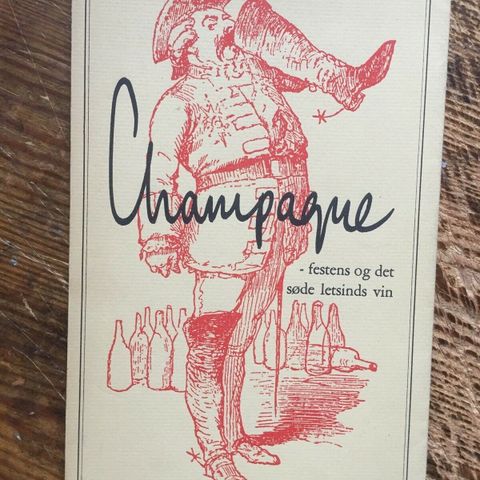 Champagne
- festens og det
søde letsinds vin